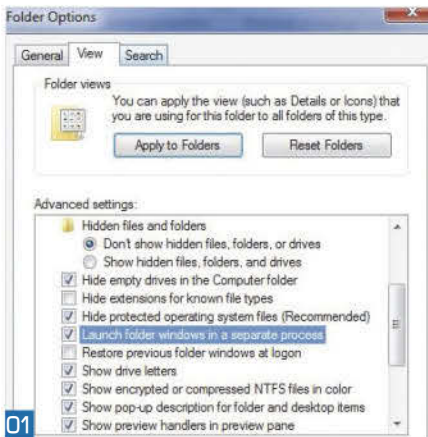 Folder Options
General View Search
Folder views
You can apply the view (such as Details or Icons) that
you are using for this folder to all folders of this type.
Apply to Folders Reset Folders
Advanced settings:
Hidden files and folders
Don't show hidden files, folders, or drives
Show hidden files, folders, and drives
Hide empty drives in the Computer folder
Hide extensions for known file types
Hide protected operating system files (Recommended)
Launch folder windows in a separate process
Restore previous folder windows at logon
Show drive letters
Show encrypted or compressed NTFS files in color
Show pop-up description for folder and desktop items
Show preview handlers in preview pane
01